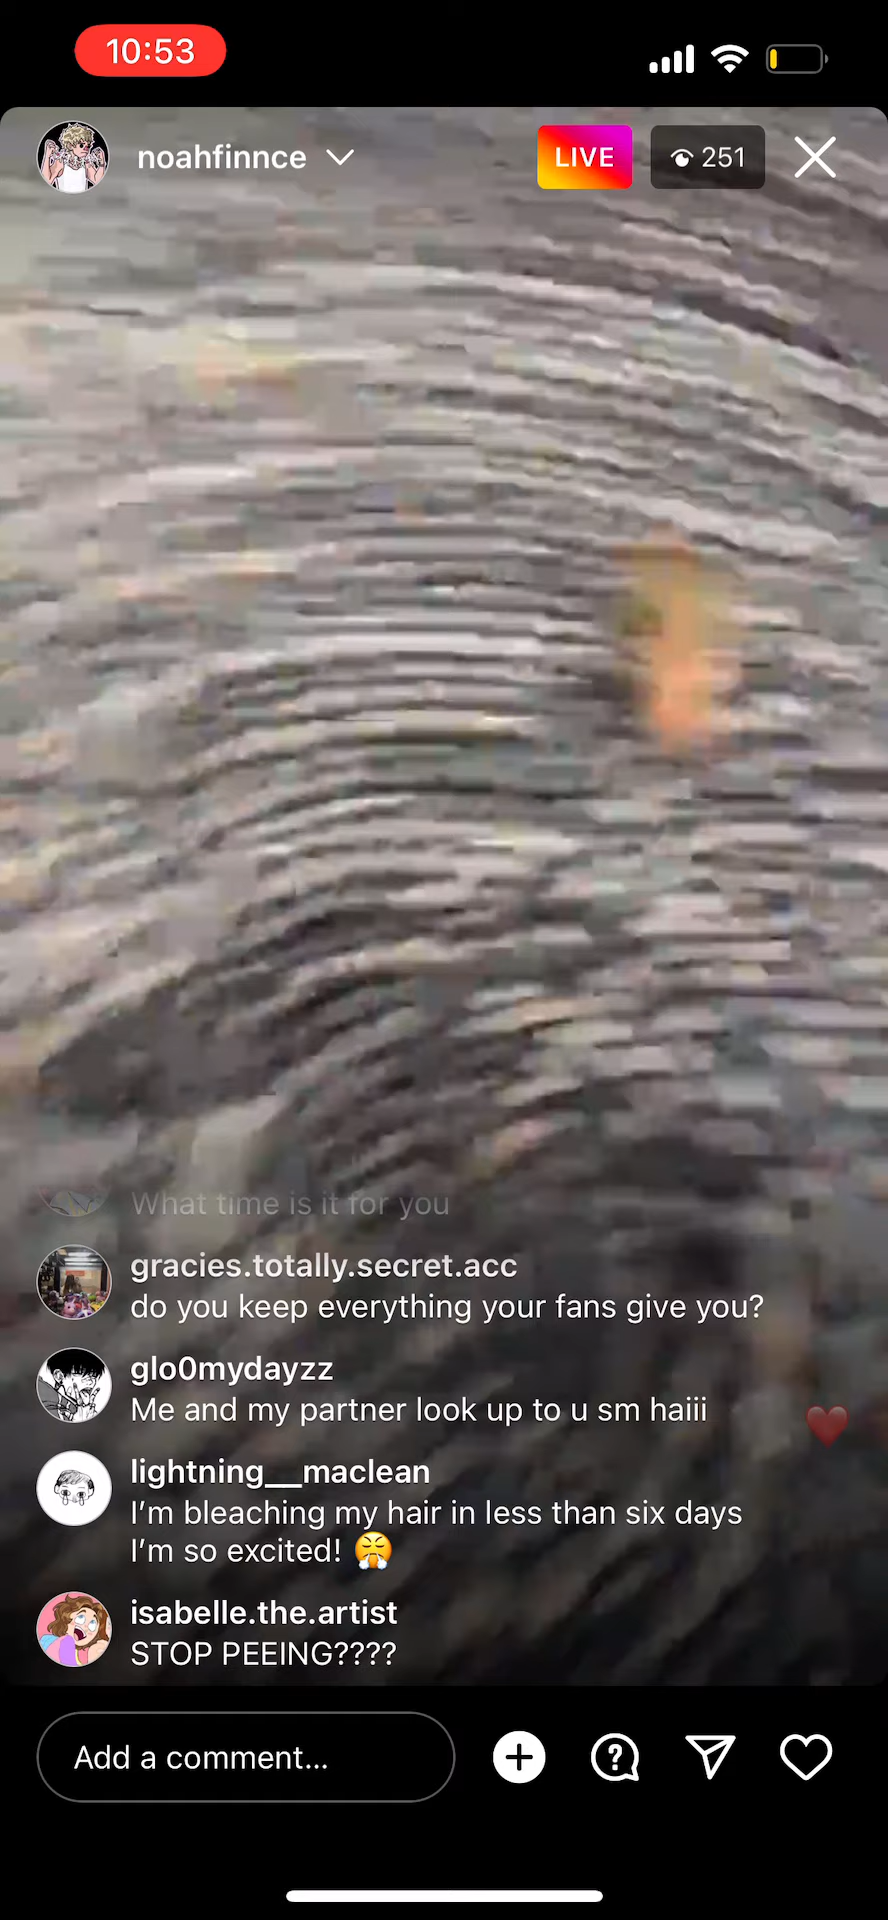 10:53
noahfinnce
LIVE
251
What time is it for you
gracies.totally.secret.acc
do you keep everything your fans give you?
glo0mydayzz
Me and my partner look up to u sm haiii
lightning__maclean
I'm bleaching my hair in less than six days
I'm so excited! 😤
isabelle.the.artist
STOP PEEING????
Add a comment...